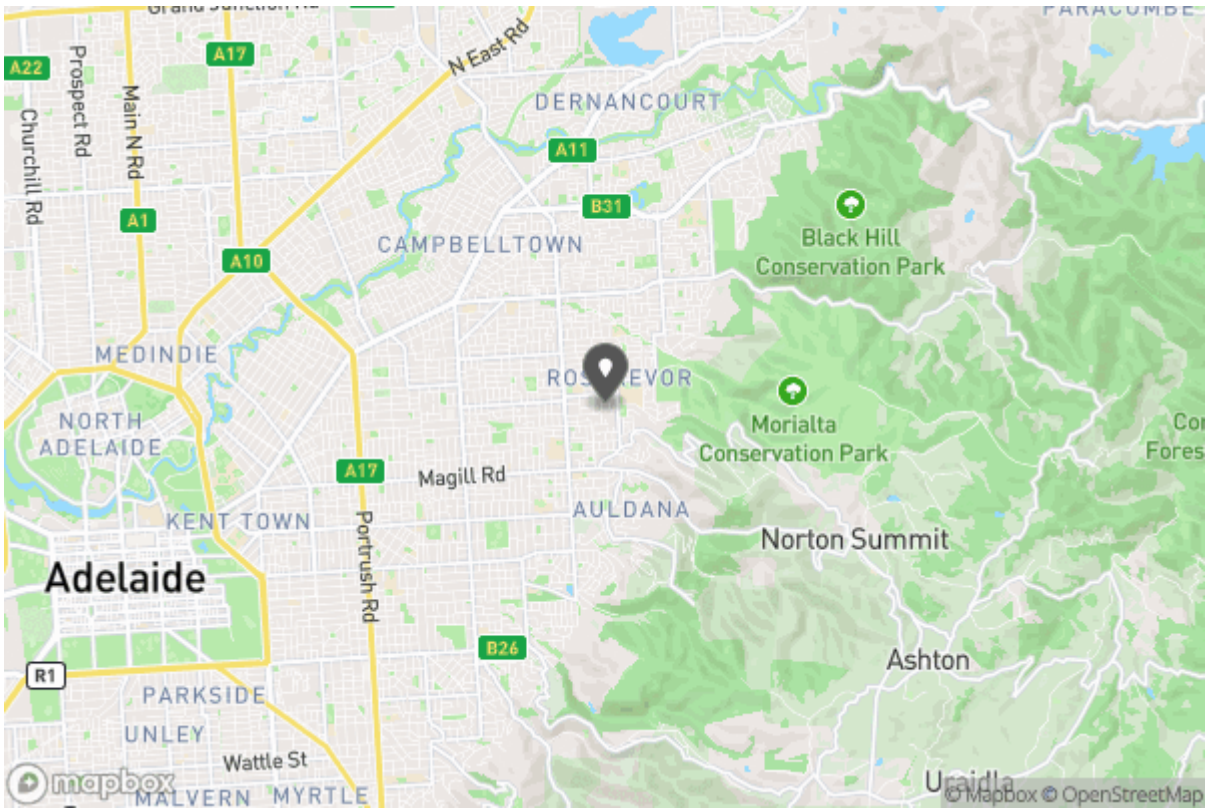 Grand Junction Rd
PARACOMBE
A17
N East Rd
A22
Prospect Rd
Main N Rd
Churchill Rd
DERNANCOURT
A11
A1
B31
Black Hill
Conservation Park
CAMPBELLTOWN
A10
MEDINDIE
NORTH
ADELAIDE
Morialta
Conservation Park
Magill Rd
A17
KENT TOWN
AULDANA
Portrush Rd
Norton Summit
Adelaide
B26
Ashton
R1
PARKSIDE
UNLEY
Wattle St
Uraidla
mapbox
MALVERN
MYRTLE
© Mapbox © OpenStreetMap